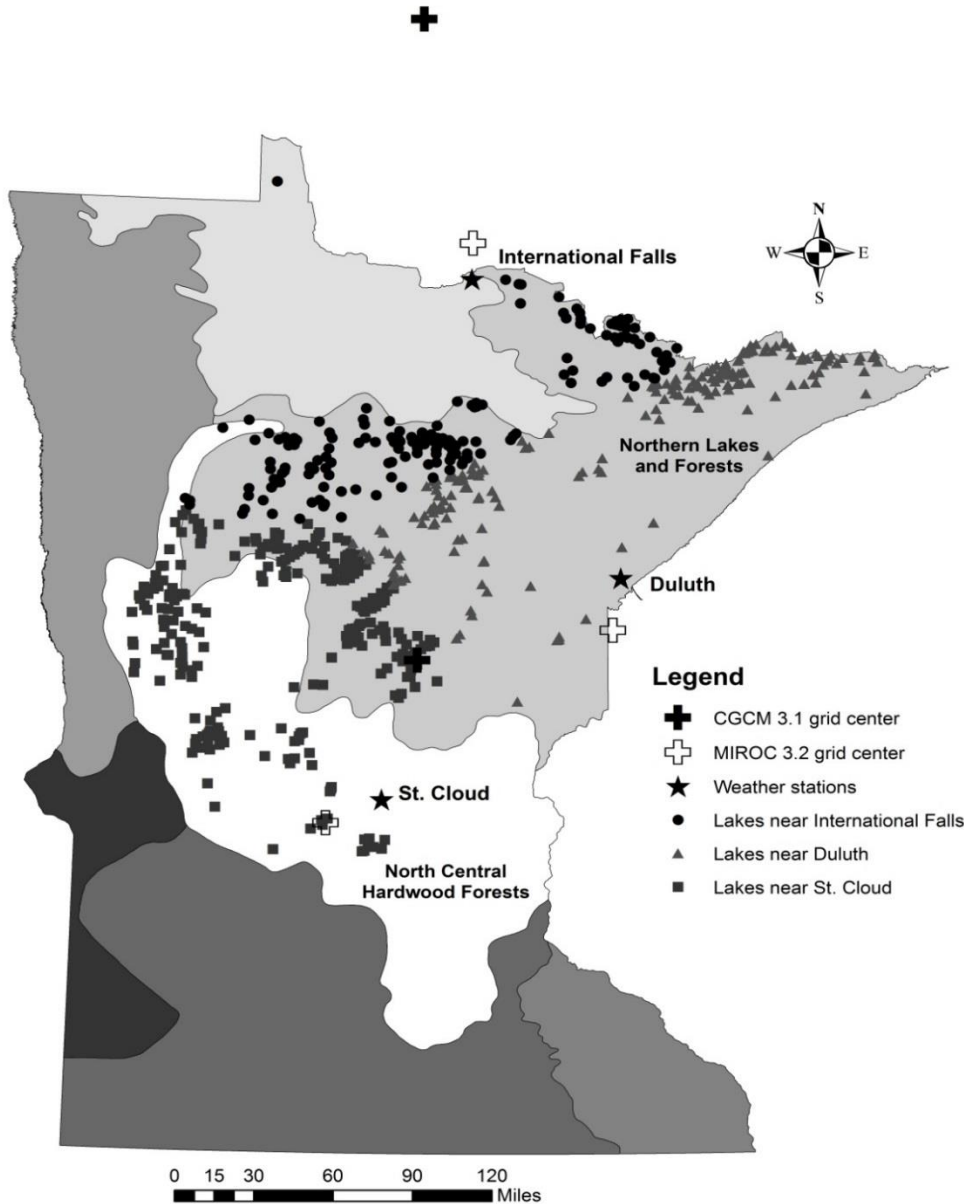 N
W E
S
International Falls
Northern Lakes
and Forests
Duluth
St. Cloud
North Central
Hardwood Forests
Legend
CGCM 3.1 grid center
MIROC 3.2 grid center
Weather stations
Lakes near International Falls
Lakes near Duluth
Lakes near St. Cloud
0 15 30 60 90 120
Miles